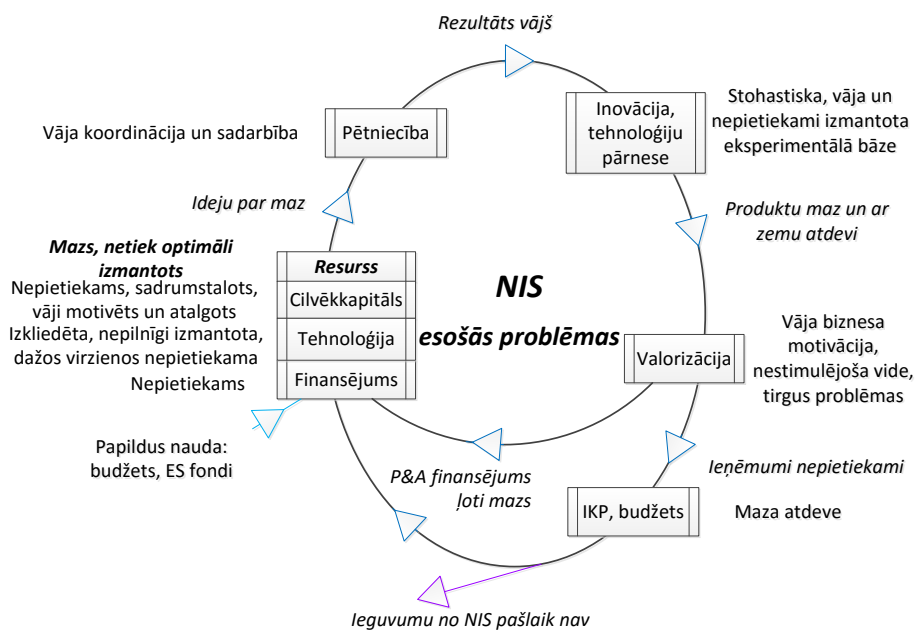 Rezultāts vājš
Vāja koordinācija un sadarbība
Pētniecība
Inovācija,
tehnoloģiju
pārnese
Stohastiska, vāja un
nepietiekami izmantota
eksperimentālā bāze
Ideju par maz
Produktu maz un ar
zemu atdevi
Mazs, netiek optimāli
izmantots
Nepietiekams, sadrumstalots,
vāji motivēts un atalgots
Izkliedēta, nepilnīgi izmantota,
dažos virzienos nepietiekama
Nepietiekams
Resurss
Cilvēkkapitāls
Tehnoloģija
Finansējums
NIS
esošās problēmas
Valorizācija
Vāja biznesa
motivācija,
nestimulējoša vide,
tirgus problēmas
Papildus nauda:
budžets, ES fondi
P&A finansējums
ļoti mazs
Ieņēmumi nepietiekami
IKP, budžets
Maza atdeve
Ieguvumu no NIS pašlaik nav